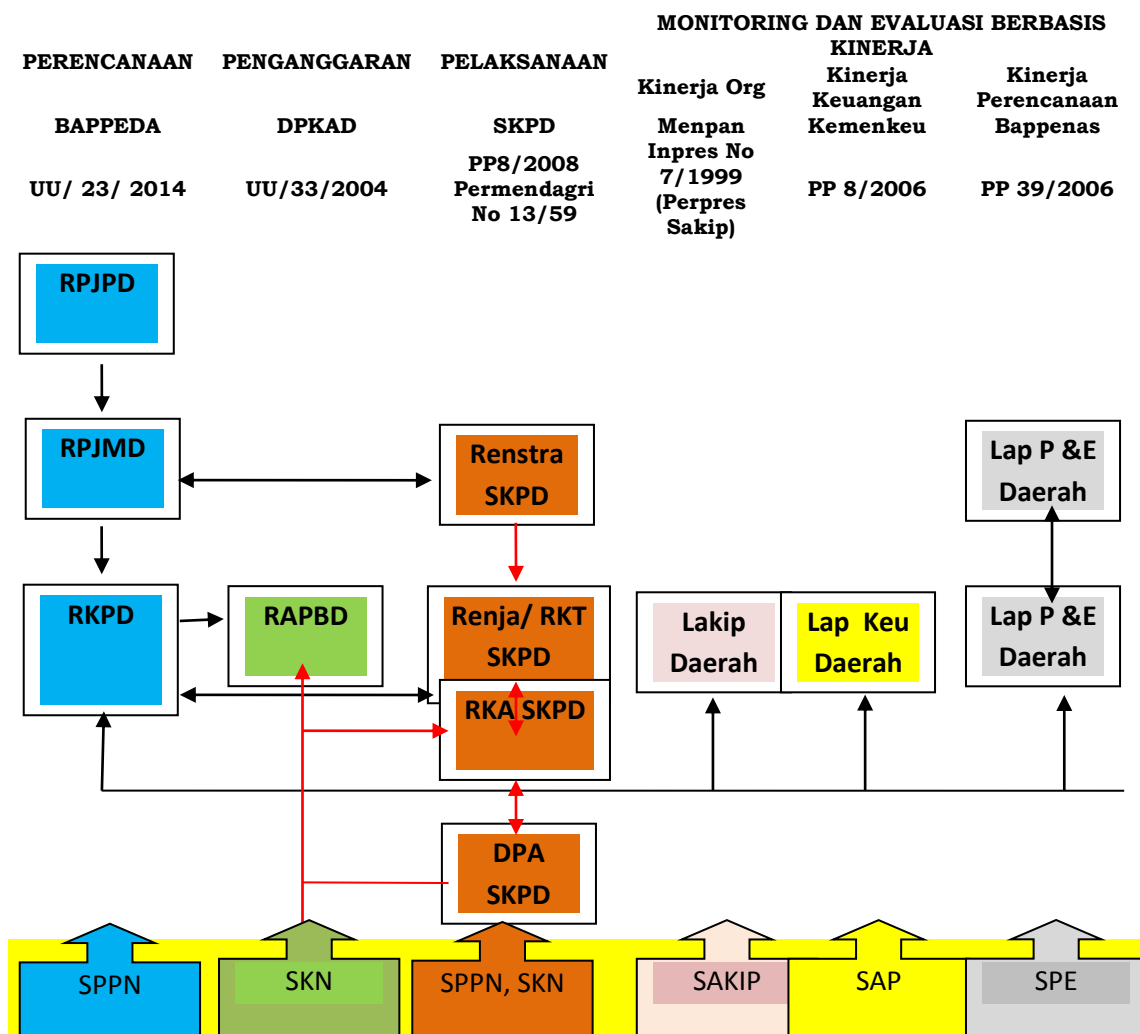 MONITORING DAN EVALUASI BERBASIS
KINERJA
PERENCANAAN
PENGANGGARAN
PELAKSANAAN
Kinerja Org
Kinerja
Keuangan
Kinerja
Perencanaan
BAPPEDA
DPKAD
SKPD
Menpan
Inpres No
7/1999
(Perpres
Sakip)
Kemenkeu
Bappenas
UU/ 23/ 2014
UU/33/2004
PP8/2008
Permendagri
No 13/59
PP 8/2006
PP 39/2006
RPJPD
RPJMD
Renstra
SKPD
Lap P &E
Daerah
RKPD
RAPBD
Renja/ RKT
SKPD
Lakip
Daerah
Lap Keu
Daerah
Lap P &E
Daerah
RKA SKPD
DPA
SKPD
SPPN
SKN
SPPN, SKN
SAKIP
SAP
SPE